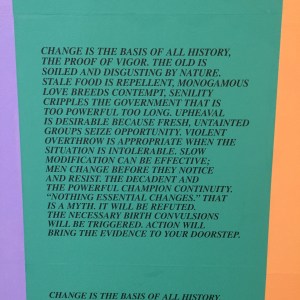 CHANGE IS THE BASIS OF ALL HISTORY,
THE PROOF OF VIGOR. THE OLD IS
SOILED AND DISGUSTING BY NATURE.
STALE FOOD IS REPELLENT, MONOGAMOUS
LOVE BREEDS CONTEMPT, SENILITY
CRIPPLES THE GOVERNMENT THAT IS
TOO POWERFUL TOO LONG. UPHEAVAL
IS DESIRABLE BECAUSE FRESH, UNTAINTED
GROUPS SEIZE OPPORTUNITY. VIOLENT
OVERTHROW IS APPROPRIATE WHEN THE
SITUATION IS INTOLERABLE. SLOW
MODIFICATION CAN BE EFFECTIVE;
MEN CHANGE BEFORE THEY NOTICE
AND RESIST. THE DECADENT AND
THE POWERFUL CHAMPION CONTINUITY.
"NOTHING ESSENTIAL CHANGES." THAT
IS A MYTH. IT WILL BE REFUTED.
THE NECESSARY BIRTH CONVULSIONS
WILL BE TRIGGERED. ACTION WILL
BRING THE EVIDENCE TO YOUR DOORSTEP.
CHANGE IS THE BASIS OF ALL HISTORY,